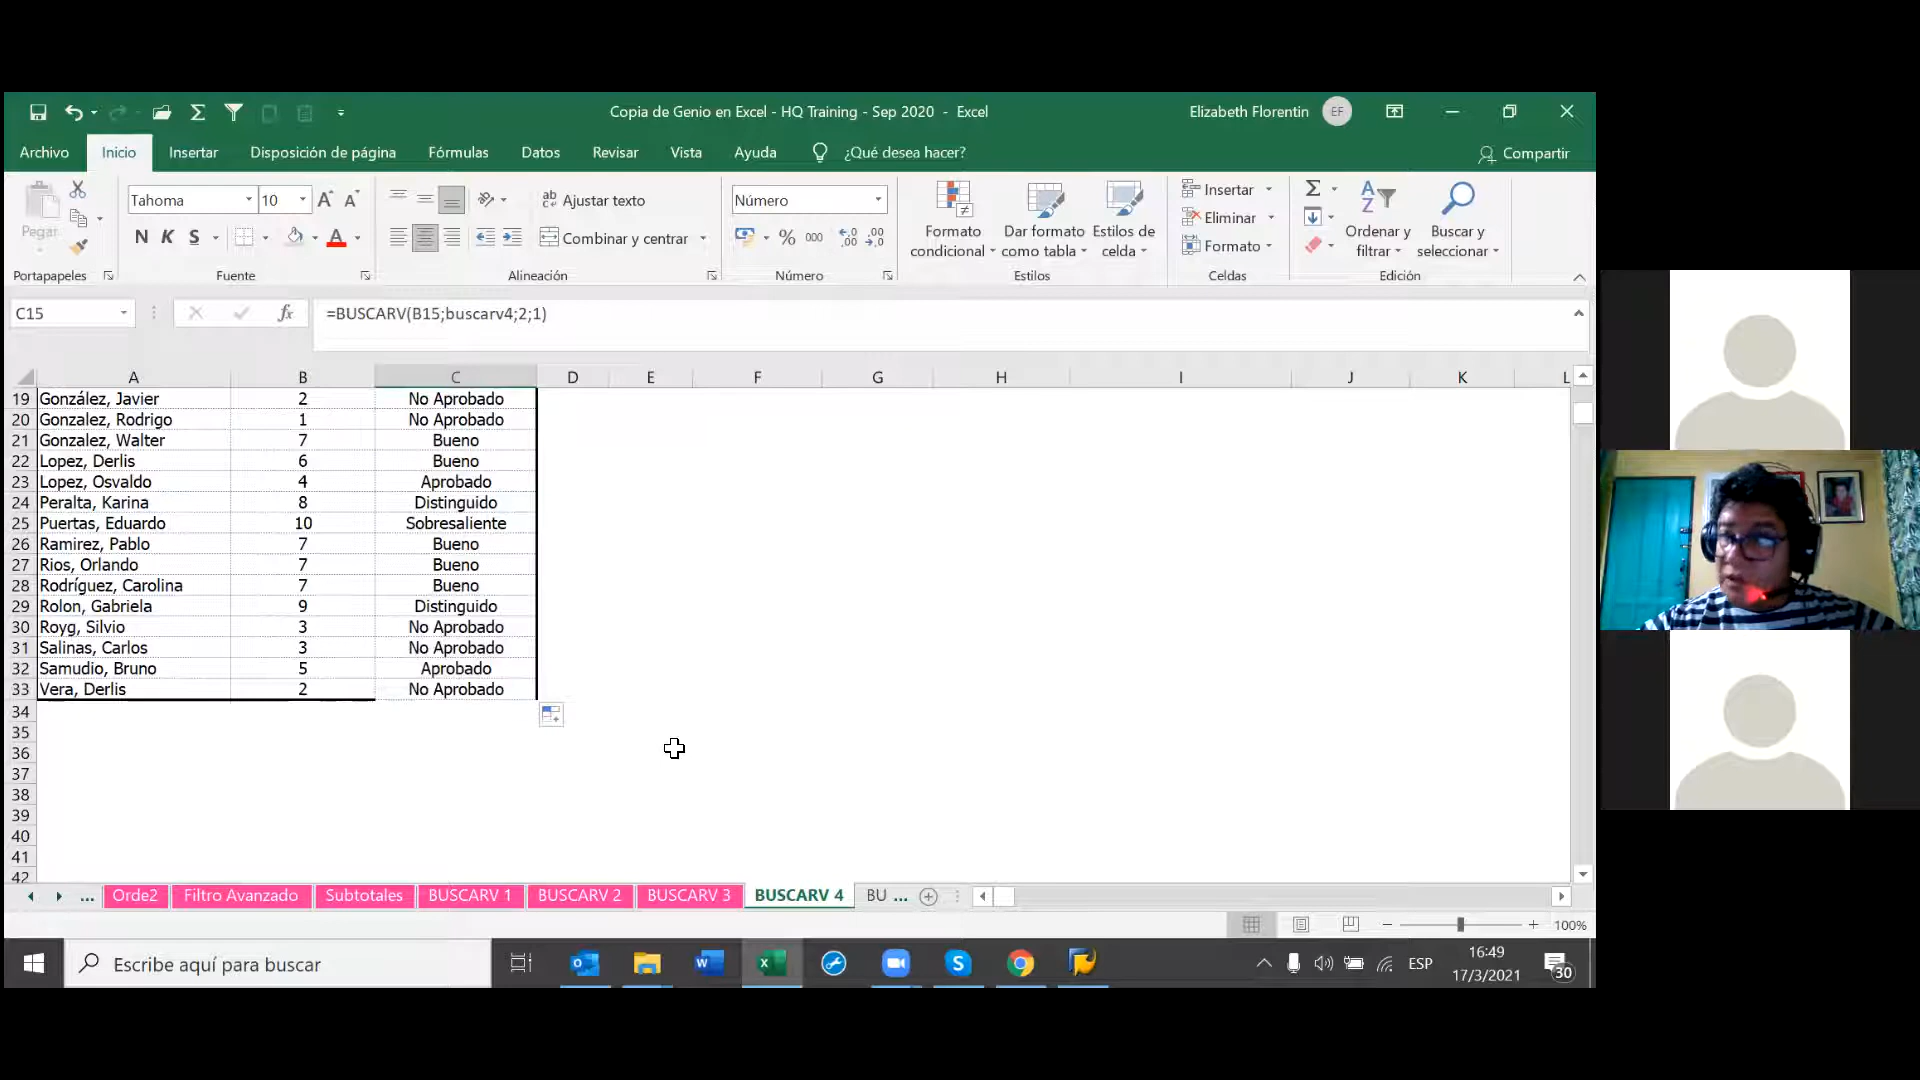 Copia de Genio en Excel - HQ Training - Sep 2020 - Excel
Elizabeth Florentin EF
Archivo Inicio Insertar Disposición de página Fórmulas Datos Revisar Vista Ayuda ¿Qué desea hacer? Compartir
Pegar
Portapapeles
Tahoma 10
N K S
Fuente
Ajustar texto
Combinar y centrar
Alineación
Número
% 000
Número
Formato condicional
Dar formato como tabla
Estilos de celda
Estilos
Insertar
Eliminar
Formato
Celdas
Ordenar y filtrar
Buscar y seleccionar
Edición
C15 fx =BUSCARV(B15;buscarv4;2;1)
A B C D E F G H I J K L
19 González, Javier 2 No Aprobado
20 Gonzalez, Rodrigo 1 No Aprobado
21 Gonzalez, Walter 7 Bueno
22 Lopez, Derlis 6 Bueno
23 Lopez, Osvaldo 4 Aprobado
24 Peralta, Karina 8 Distinguido
25 Puertas, Eduardo 10 Sobresaliente
26 Ramirez, Pablo 7 Bueno
27 Rios, Orlando 7 Bueno
28 Rodríguez, Carolina 7 Bueno
29 Rolon, Gabriela 9 Distinguido
30 Royg, Silvio 3 No Aprobado
31 Salinas, Carlos 3 No Aprobado
32 Samudio, Bruno 5 Aprobado
33 Vera, Derlis 2 No Aprobado
34
35
36
37
38
39
40
41
42
... Orde2 Filtro Avanzado Subtotales BUSCARV 1 BUSCARV 2 BUSCARV 3 BUSCARV 4 BU ...
100%
Escribe aquí para buscar
ESP
16:49
17/3/2021
30